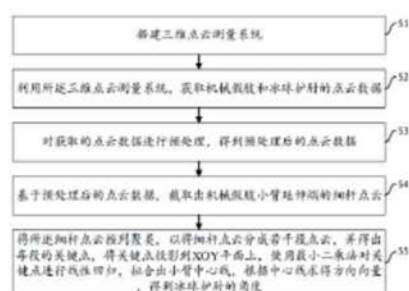 搭建三维点云测量系统
S1
利用所述三维点云测量系统，获取机械假肢和冰球护肘的点云数据
S2
对获取的点云数据进行预处理，得到预处理后的点云数据
S3
基于预处理后的点云数据，截取出机械假肢小臂延伸端的细杆点云
S4
将所述细杆点云排列聚类，以将细杆点云分成若干段点云，并得出
每段的关键点，将关键点投影到XOY平面上，使用最小二乘法对关
键点进行线性回归，拟合出小臂中心线，根据中心线求得方向向量
，得到冰球护肘的角度
S5